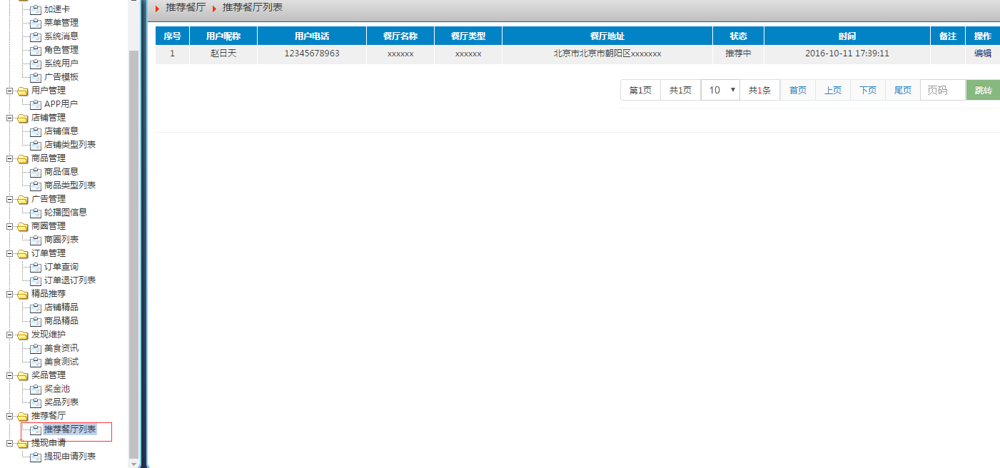 加速卡
菜单管理
系统消息
角色管理
系统用户
广告模板
用户管理
APP用户
店铺管理
店铺信息
店铺类型列表
商品管理
商品信息
商品类型列表
广告管理
轮播图信息
商圈管理
商圈列表
订单管理
订单查询
订单退订列表
精品推荐
店铺精品
商品精品
发现维护
美食资讯
美食测试
奖品管理
奖金池
奖品列表
推荐餐厅
推荐餐厅列表
提现申请
提现申请列表
推荐餐厅 推荐餐厅列表
序号 用户昵称 用户电话 餐厅名称 餐厅类型 餐厅地址 状态 时间 备注 操作
1 赵日天 12345678963 xxxxxx xxxxxx 北京市北京市朝阳区xxxxxxx 推荐中 2016-10-11 17:39:11 编辑
第1页 共1页 10 共1条 首页 上页 下页 尾页 页码 跳转